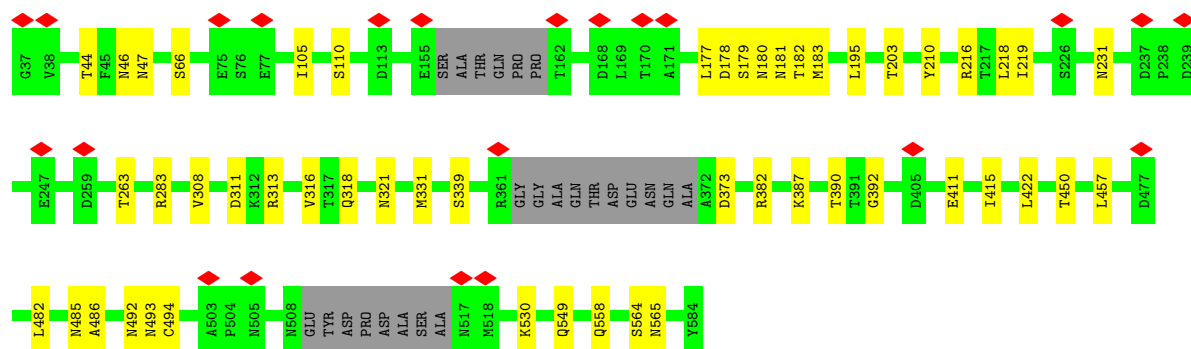 G37 V38 T44 F45 N46 N47 S66 E75 S76 E77 I105 S110 D113 E155 SER ALA THR GLN PRO PRO T162 D168 L169 T170 A171 L177 D178 S179 N180 N181 T182 M183 L195 T203 Y210 R216 T217 L218 I219 S226 N231 D237 P238 D239
E247 D259 T263 R283 V308 D311 K312 R313 V316 T317 Q318 N321 M331 S339 R361 GLY GLY ALA GLN THR ASP GLU ASN GLN ALA A372 D373 R382 K387 T390 T391 G392 D405 E411 I415 L422 T450 L457 D477
L482 N485 A486 N492 N493 C494 A503 P504 N505 N508 GLU TYR ASP PRO ASP ALA SER ALA N517 M518 K530 Q549 Q558 S564 N565 Y584